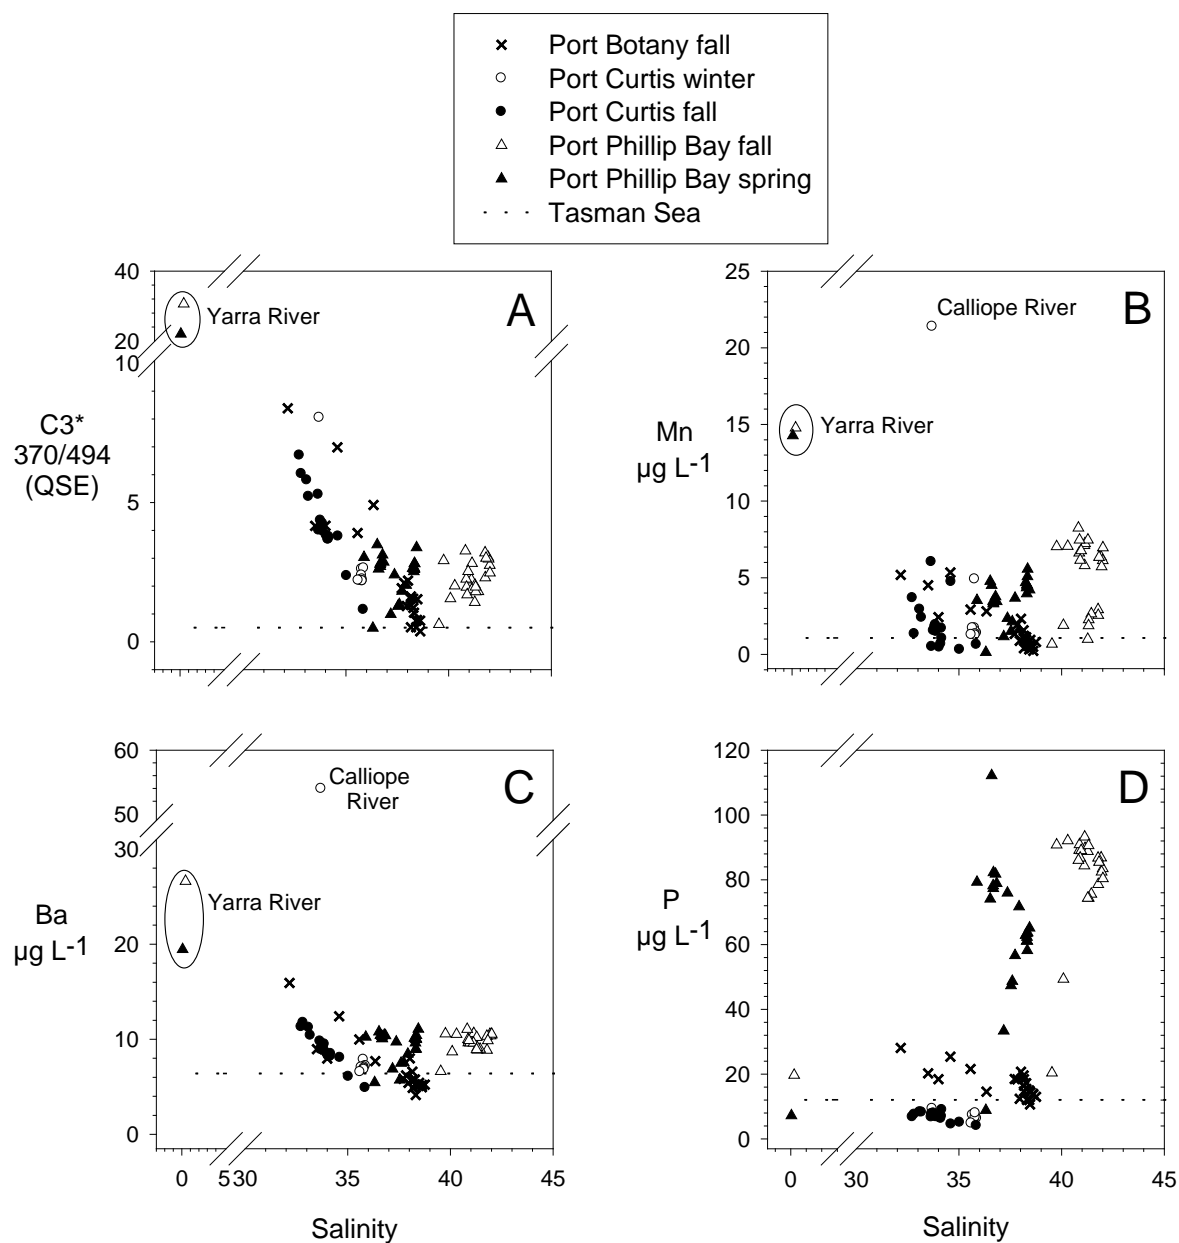 Port Botany fall
Port Curtis winter
Port Curtis fall
Port Phillip Bay fall
Port Phillip Bay spring
Tasman Sea
40
20
10
5
0
Yarra River
A
C3*
370/494
(QSE)
25
20
15
10
5
0
Calliope River
Yarra River
B
Mn
µg L-1
60
50
30
20
10
0
Calliope
River
Yarra River
C
Ba
µg L-1
0 5 30 35 40 45
Salinity
120
100
80
60
40
20
0
D
P
µg L-1
0 30 35 40 45
Salinity